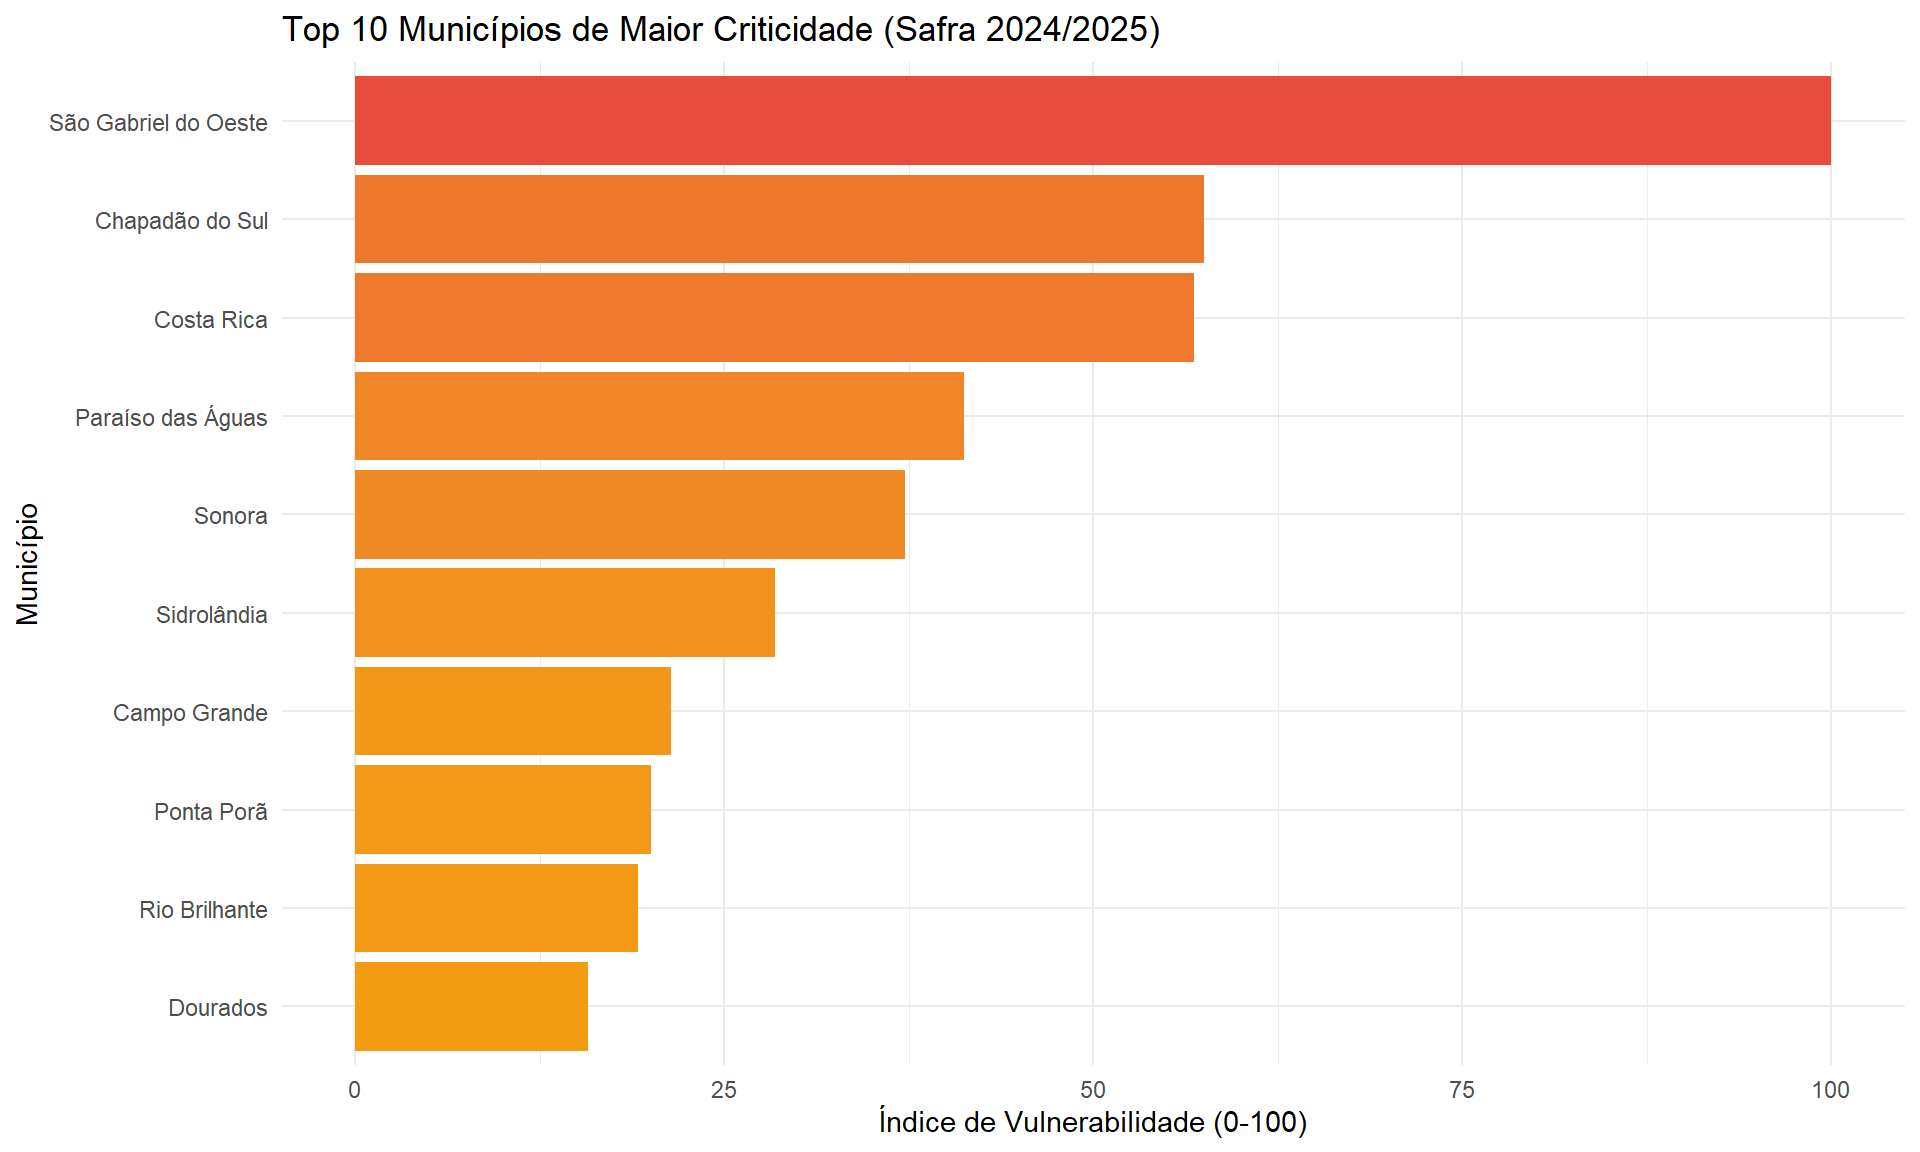 Top 10 Municípios de Maior Criticidade (Safra 2024/2025)
Município
São Gabriel do Oeste
Chapadão do Sul
Costa Rica
Paraíso das Águas
Sonora
Sidrolândia
Campo Grande
Ponta Porã
Rio Brilhante
Dourados
0 25 50 75 100
Índice de Vulnerabilidade (0-100)